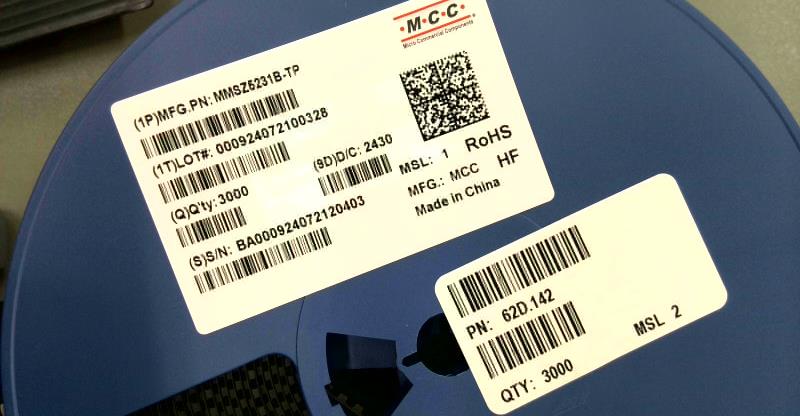 ·M·C·C·
Micro Commercial Components
(1P)MFG.PN: MMSZ5231B-TP
(1T)LOT#: 000924072100328
(Q)Q'ty: 3000
(9D)D/C: 2430
(S)S/N: BA000924072120403
MSL: 1
RoHS
MFG.: MCC
HF
Made in China
PN: 62D.142
QTY: 3000
MSL 2